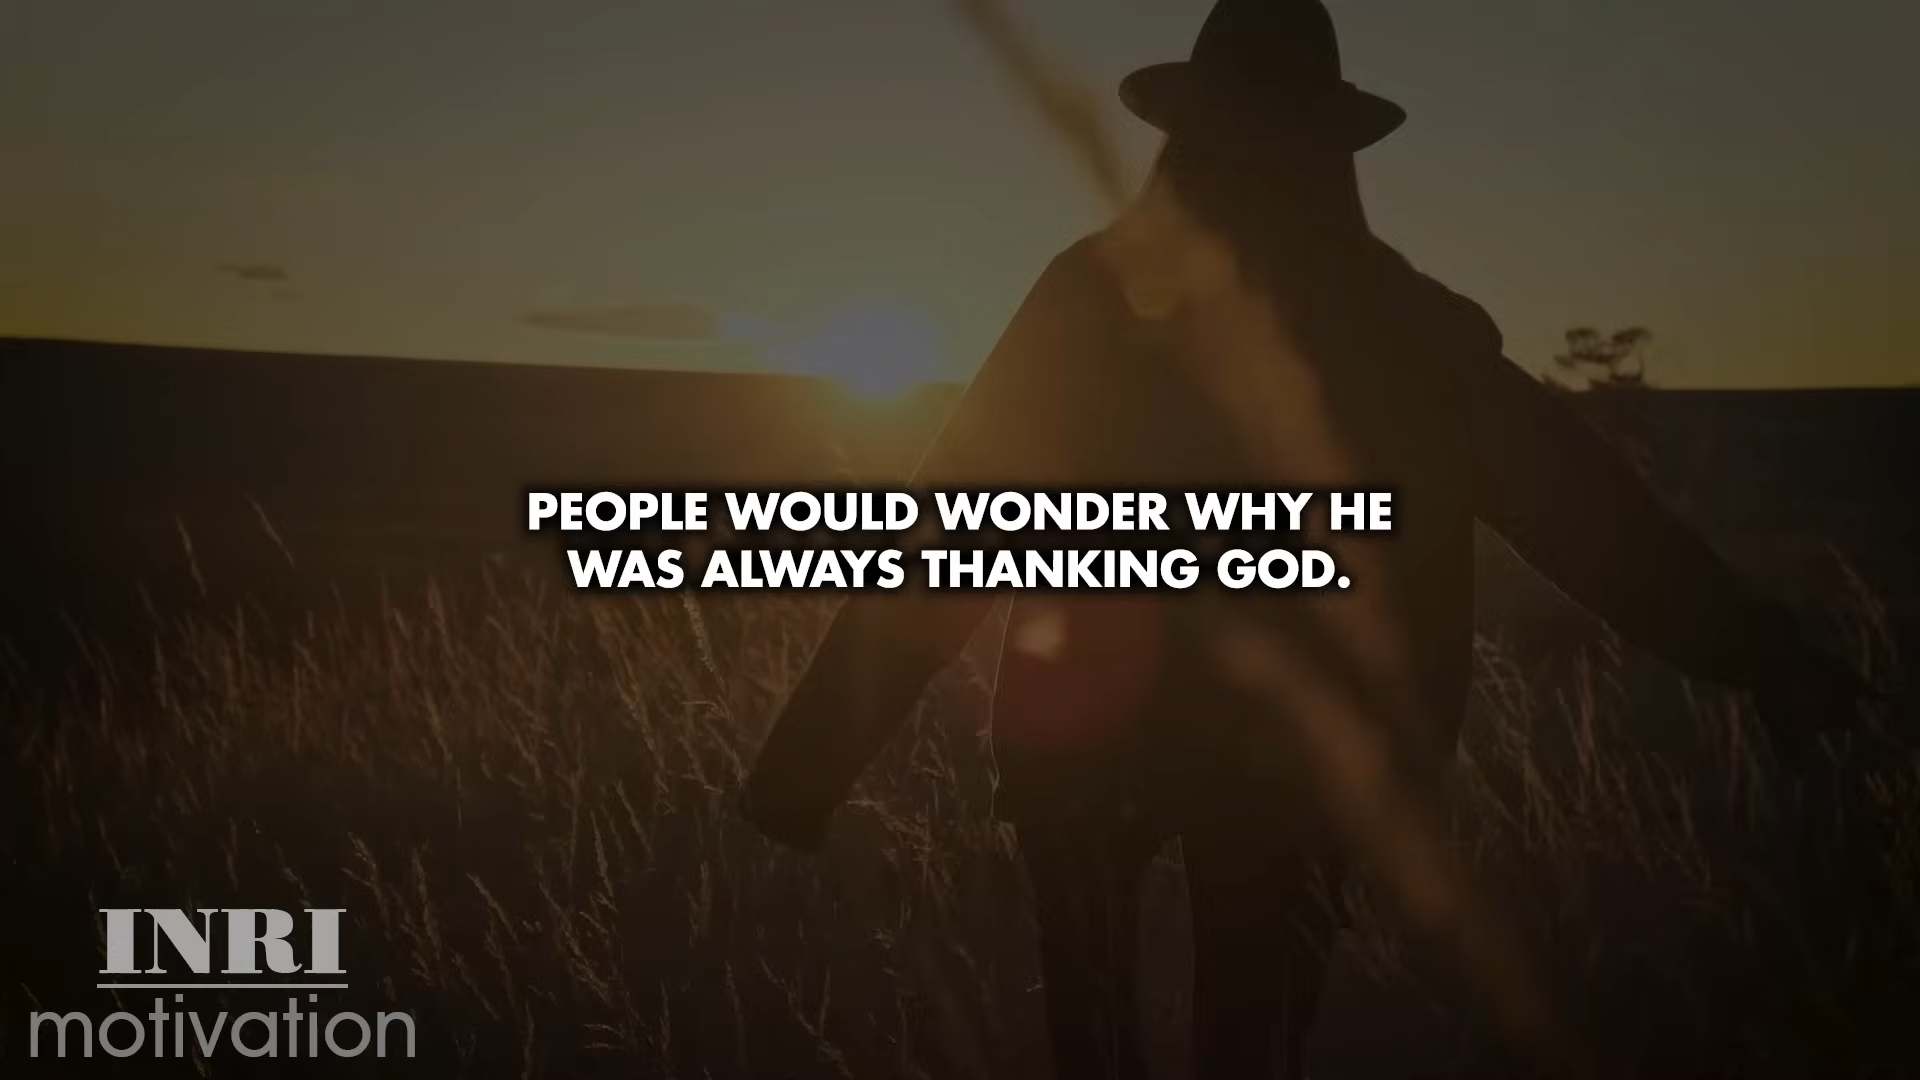 PEOPLE WOULD WONDER WHY HE
WAS ALWAYS THANKING GOD.
INRI
motivation